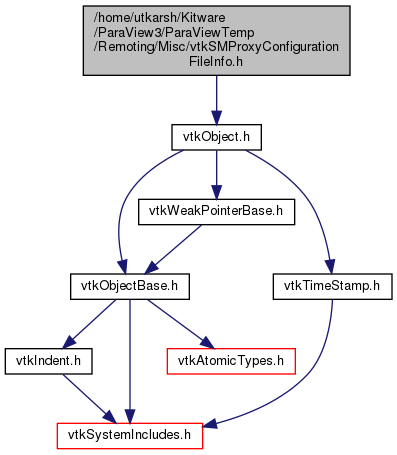 /home/utkarsh/Kitware
/ParaView3/ParaViewTemp
/Remoting/Misc/vtkSMProxyConfiguration
FileInfo.h
vtkObject.h
vtkWeakPointerBase.h
vtkObjectBase.h
vtkTimeStamp.h
vtkIndent.h
vtkAtomicTypes.h
vtkSystemIncludes.h